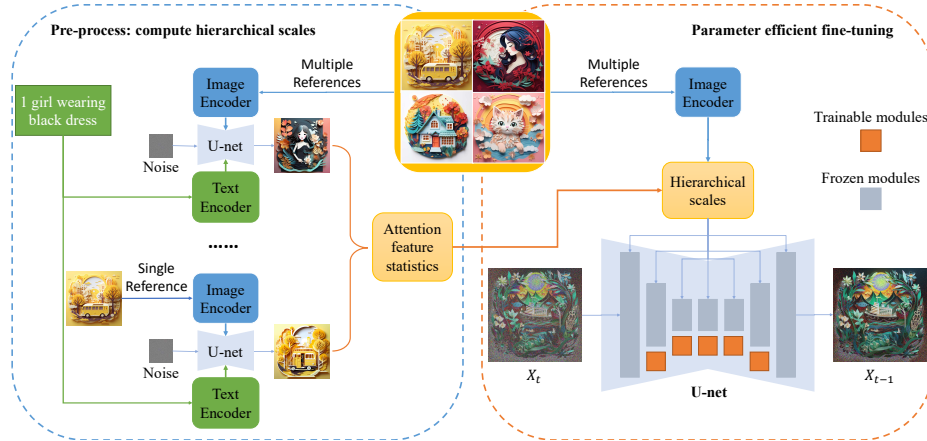 Pre-process: compute hierarchical scales
1 girl wearing
black dress
Image
Encoder
Multiple
References
Noise
U-net
Text
Encoder
......
Single
Reference
Image
Encoder
Noise
U-net
Text
Encoder
Attention
feature
statistics
Parameter efficient fine-tuning
Multiple
References
Image
Encoder
Trainable modules
Frozen modules
Hierarchical
scales
X_t
U-net
X_{t−1}